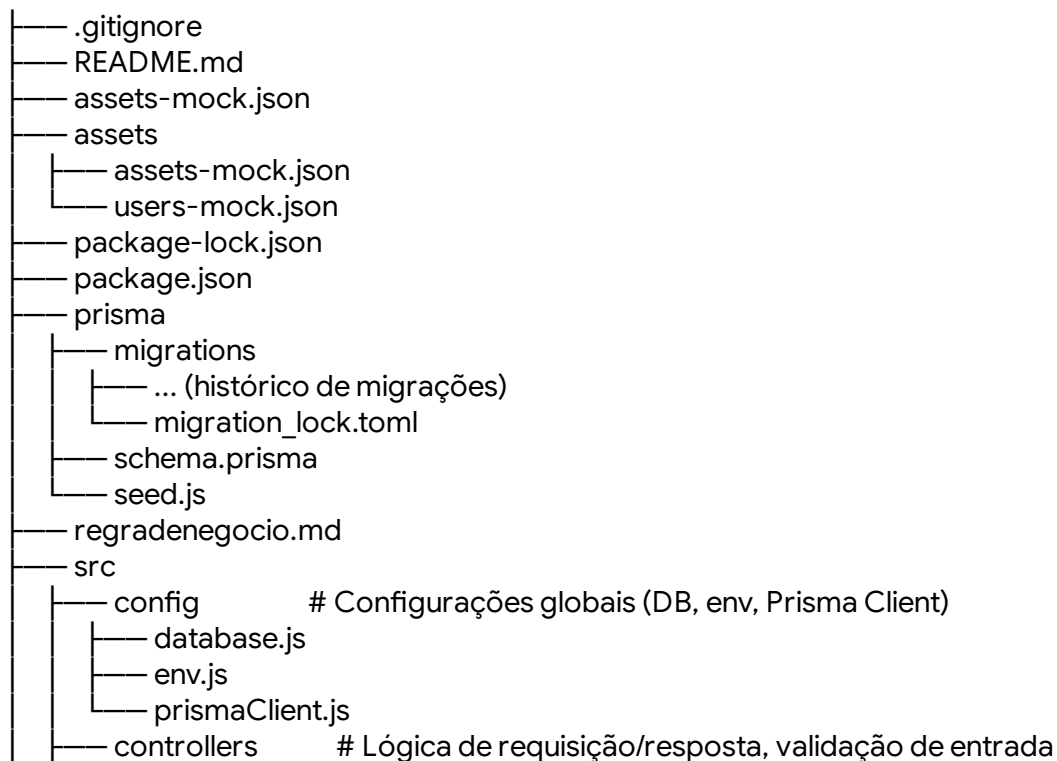 ├── .gitignore
├── README.md
├── assets-mock.json
├── assets
│   ├── assets-mock.json
│   └── users-mock.json
├── package-lock.json
├── package.json
├── prisma
│   ├── migrations
│   │   ├── ... (histórico de migrações)
│   │   └── migration_lock.toml
│   ├── schema.prisma
│   └── seed.js
├── regradenegocio.md
├── src
│   ├── config # Configurações globais (DB, env, Prisma Client)
│   │   ├── database.js
│   │   ├── env.js
│   │   └── prismaClient.js
│   ├── controllers # Lógica de requisição/resposta, validação de entrada